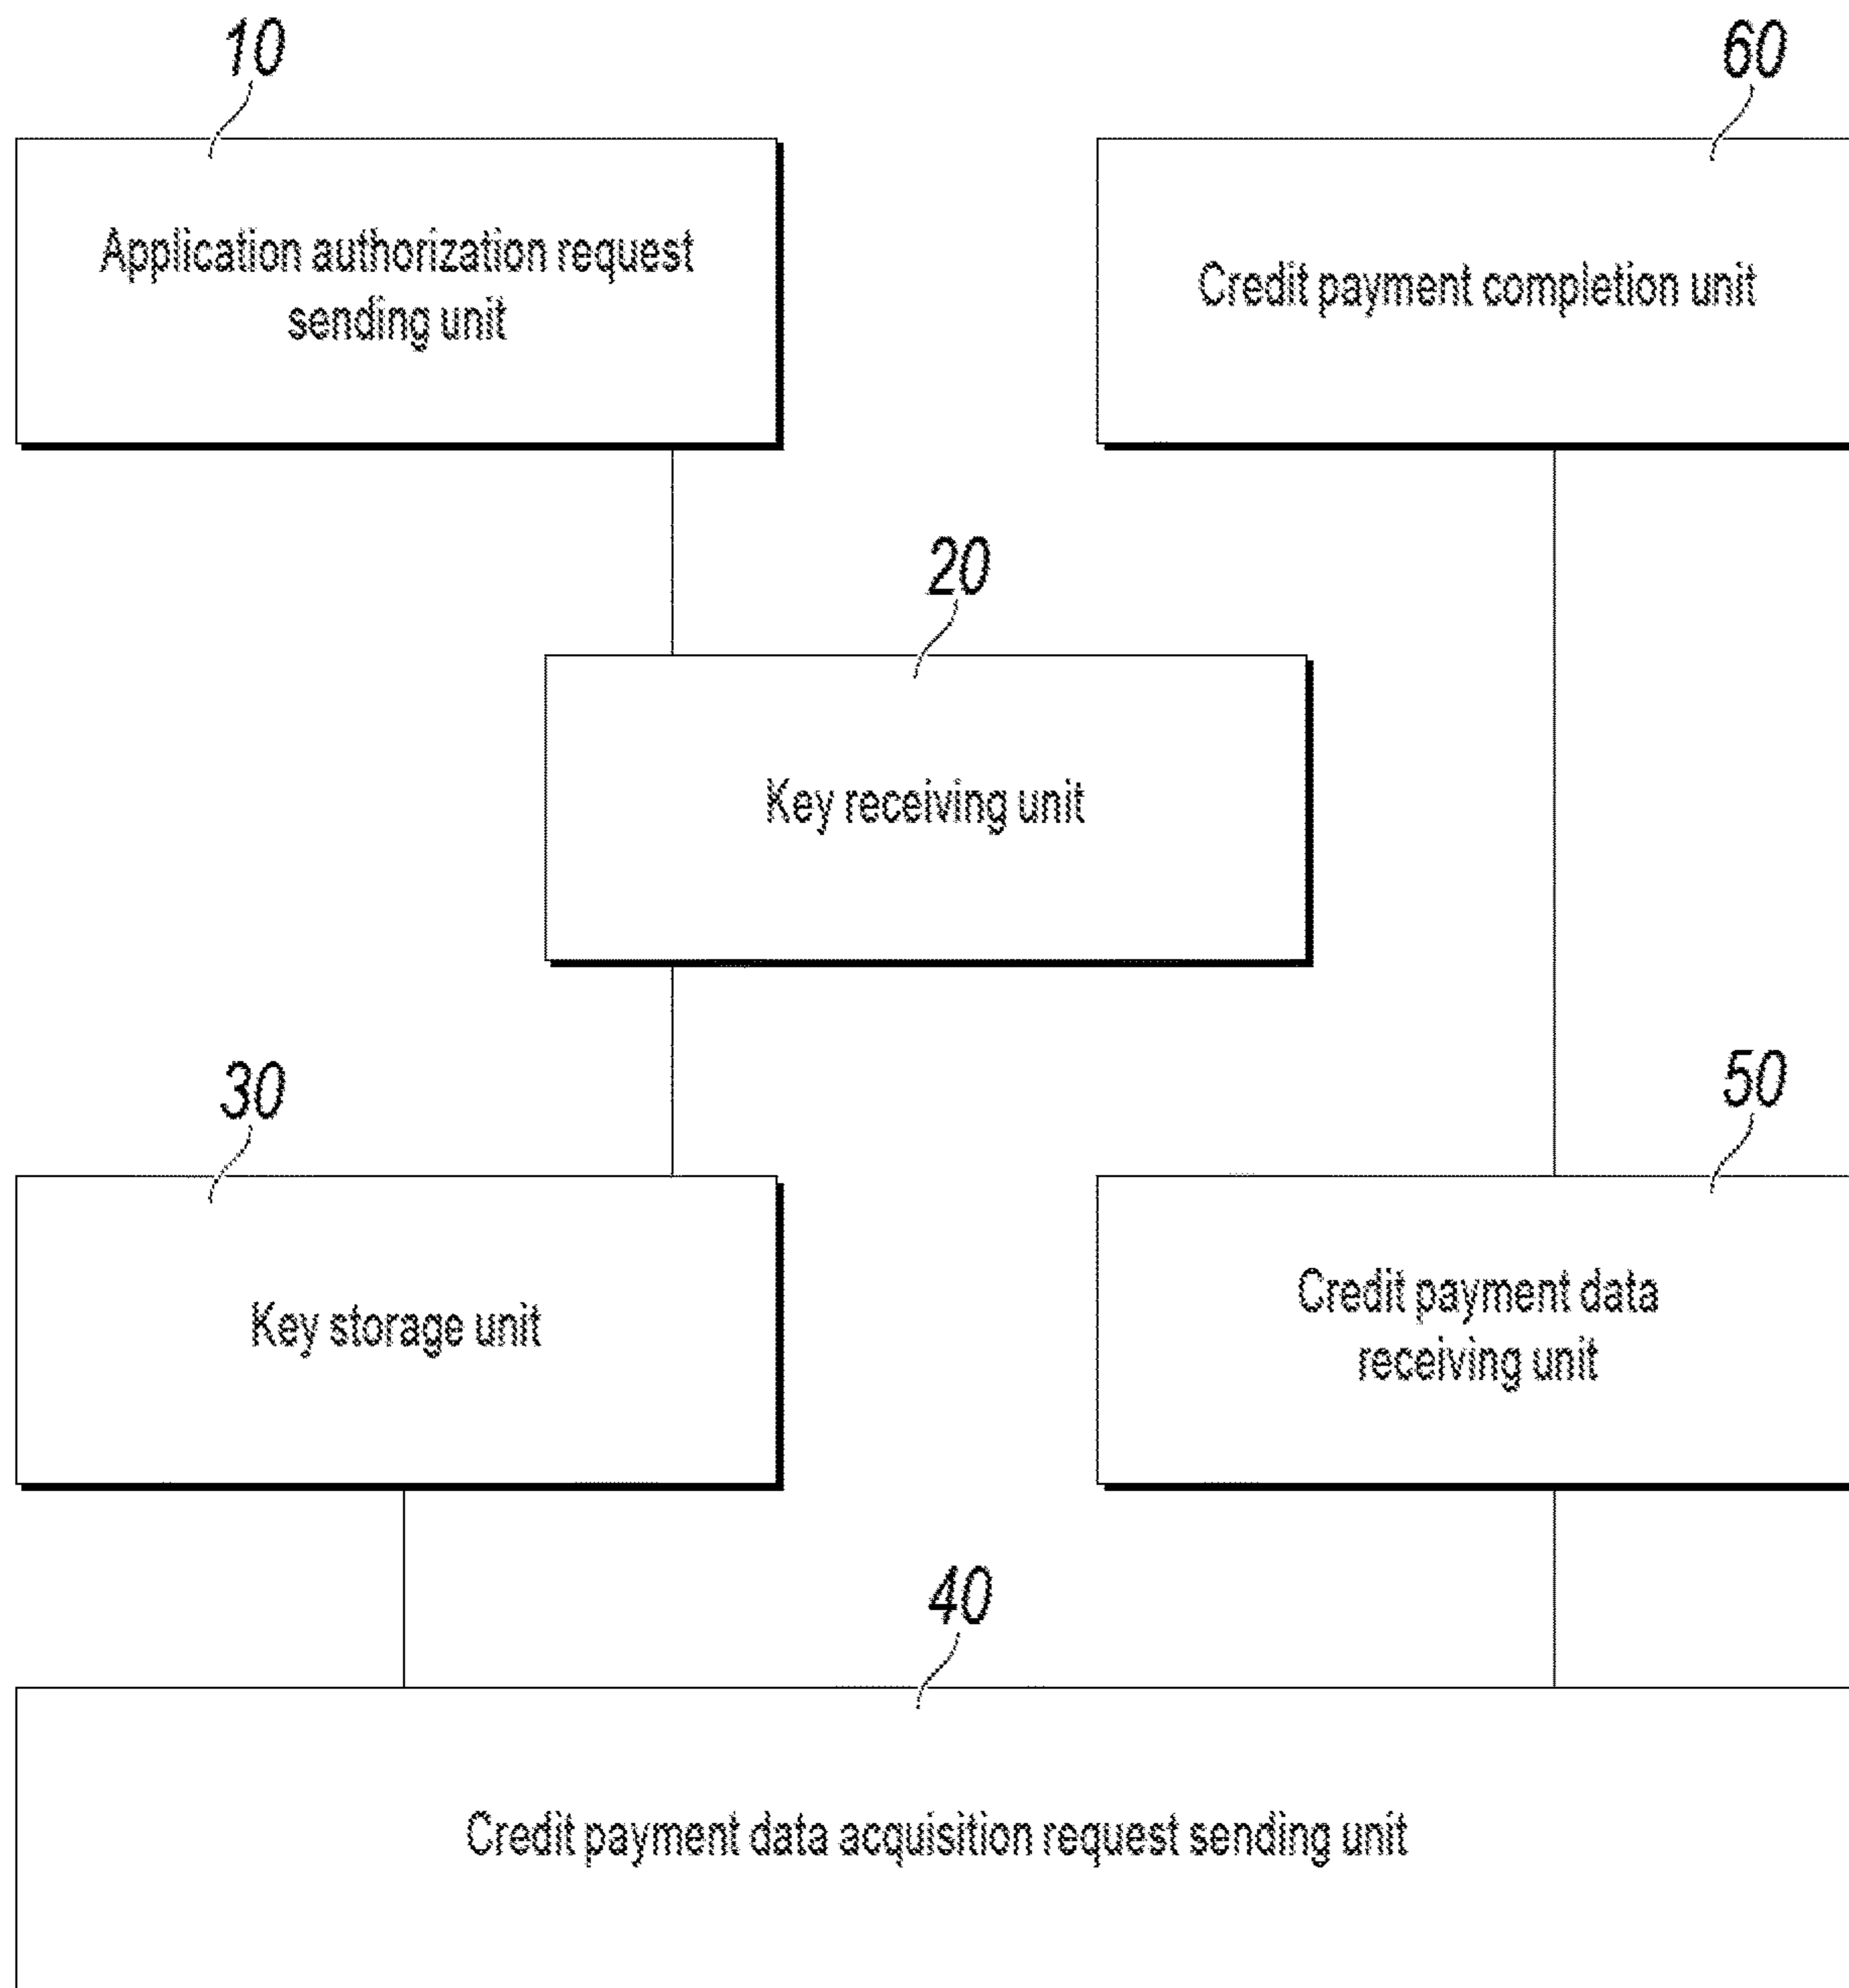 10
60
Application authorization request
sending unit
Credit payment completion unit
20
Key receiving unit
30
50
Key storage unit
Credit payment data
receiving unit
40
Credit payment data acquisition request sending unit